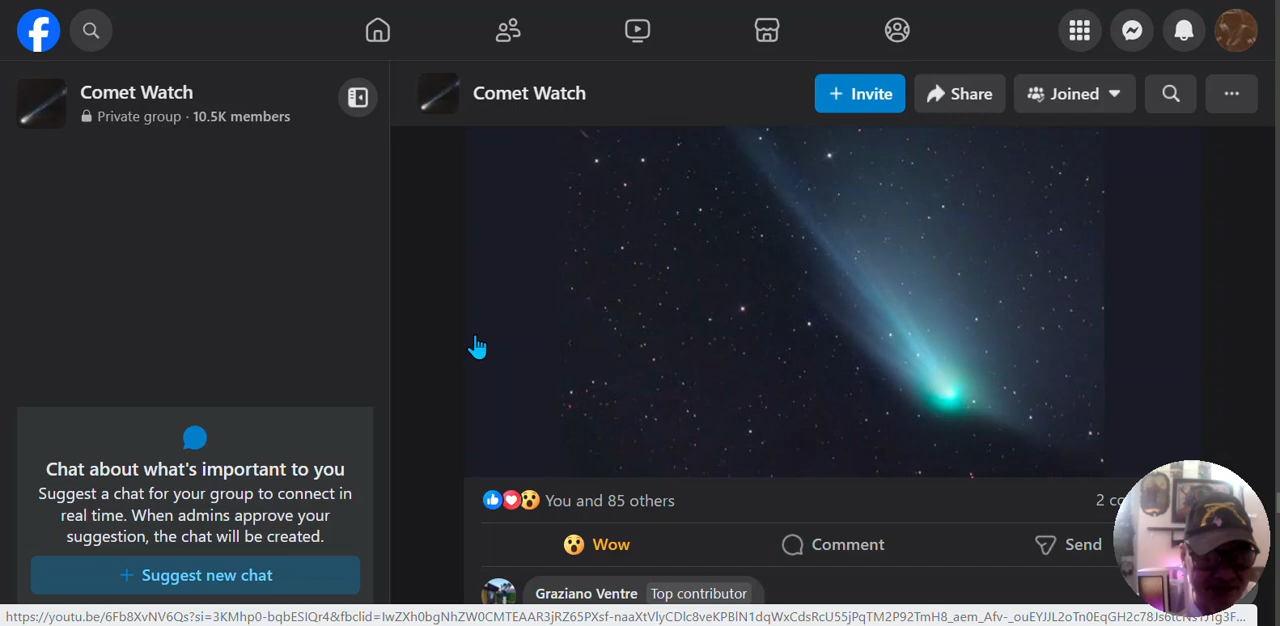 Comet Watch
Private group · 10.5K members
Comet Watch
+ Invite
Share
Joined
Chat about what's important to you
Suggest a chat for your group to connect in
real time. When admins approve your
suggestion, the chat will be created.
+ Suggest new chat
You and 85 others
2 co
Wow
Comment
Send
Graziano Ventre Top contributor